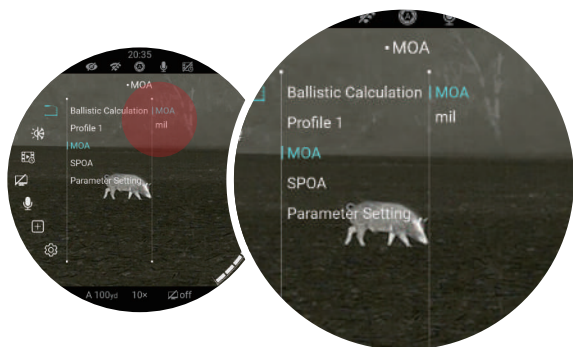 20:35
•MOA
Ballistic Calculation
MOA
Profile 1
mil
MOA
SPOA
Parameter Setting
A 100yd
10×
off
•MOA
Ballistic Calculation
MOA
Profile 1
mil
MOA
SPOA
Parameter Setting